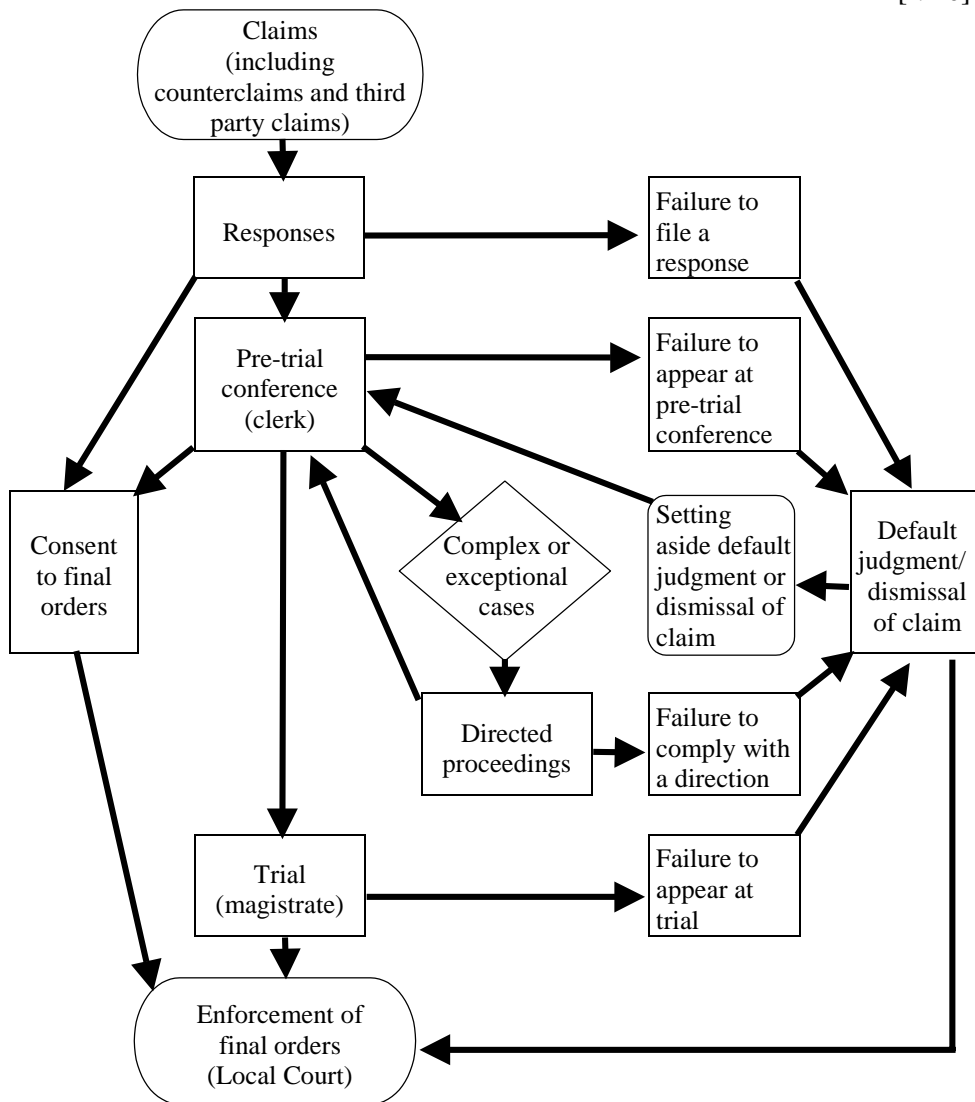 Claims
(including
counterclaims and third
party claims)
Responses
Failure to
file a
response
Pre-trial
conference
(clerk)
Failure to
appear at
pre-trial
conference
Consent
to final
orders
Complex or
exceptional
cases
Setting
aside default
judgment or
dismissal of
claim
Default
judgment/
dismissal
of claim
Directed
proceedings
Failure to
comply with
a direction
Trial
(magistrate)
Failure to
appear at
trial
Enforcement of
final orders
(Local Court)